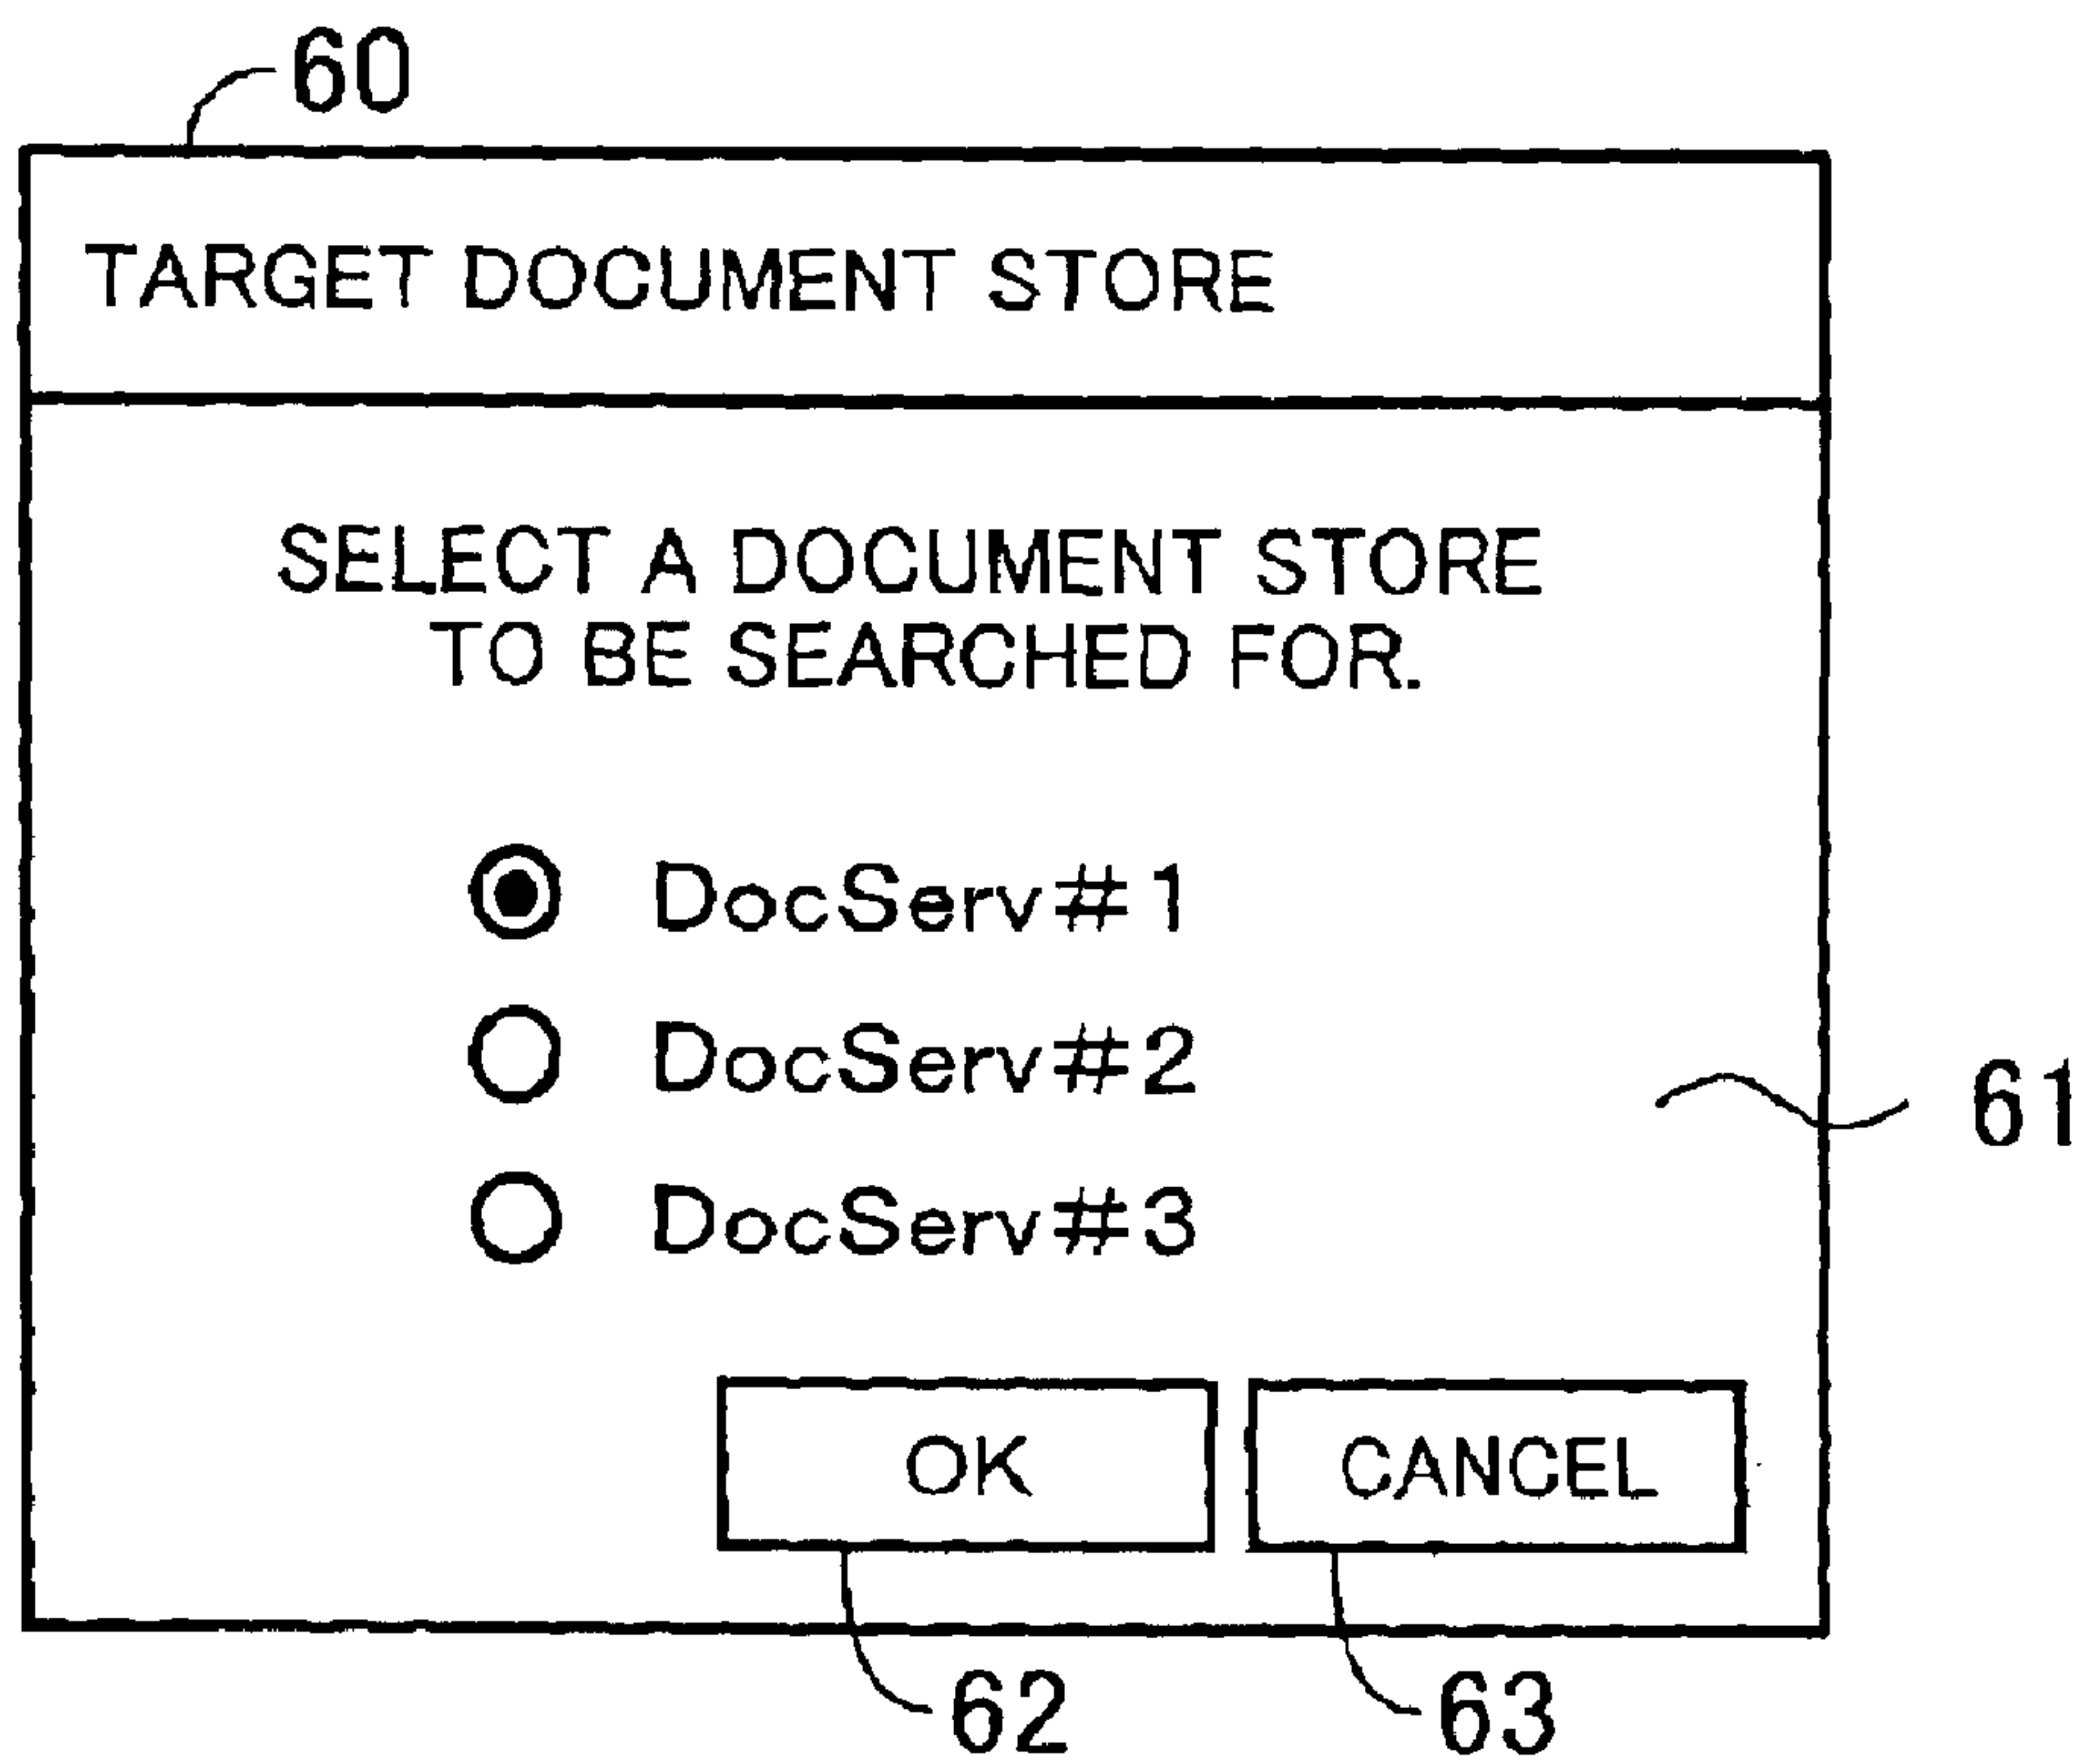 60
TARGET DOCUMENT STORE
SELECT A DOCUMENT STORE
TO BE SEARCHED FOR.
DocServ#1
DocServ#2
61
DocServ#3
OK CANCEL
62 63